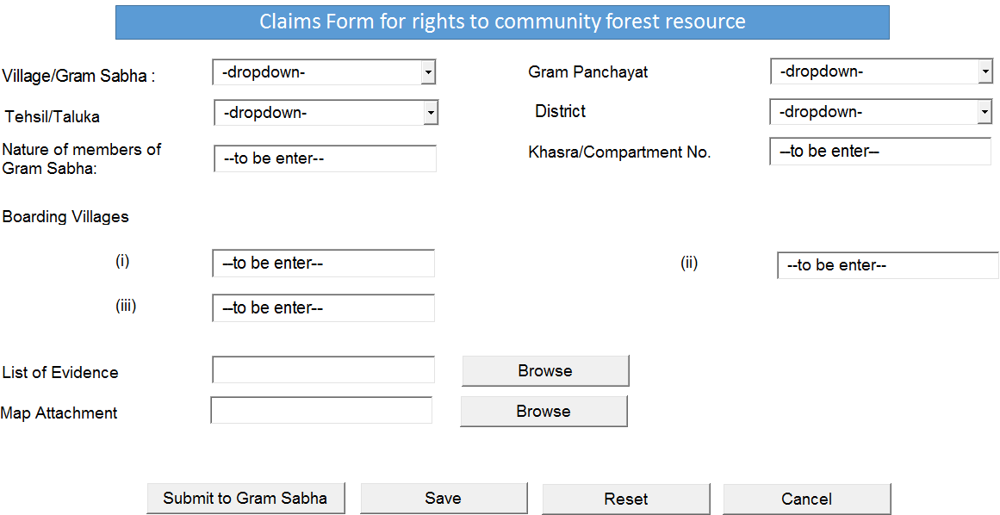 Claims Form for rights to community forest resource
Village/Gram Sabha : -dropdown- Gram Panchayat -dropdown-
Tehsil/Taluka -dropdown- District -dropdown-
Nature of members of
Gram Sabha: --to be enter-- Khasra/Compartment No. --to be enter--
Boarding Villages
(i) --to be enter-- (ii) --to be enter--
(iii) --to be enter--
List of Evidence Browse
Map Attachment Browse
Submit to Gram Sabha Save Reset Cancel